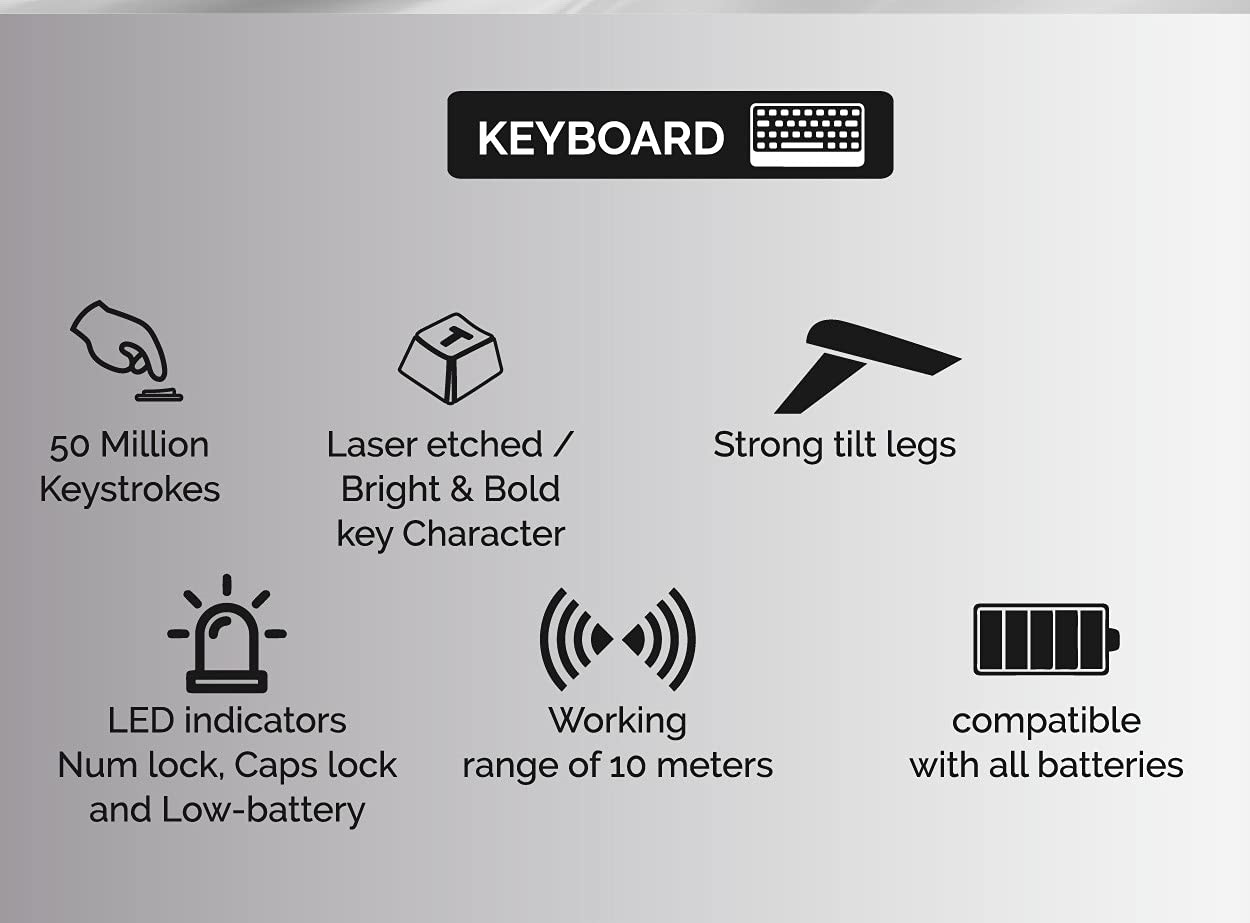 KEYBOARD
50 Million
Keystrokes
Laser etched /
Bright & Bold
key Character
Strong tilt legs
LED indicators
Num lock, Caps lock
and Low-battery
Working
range of 10 meters
compatible
with all batteries